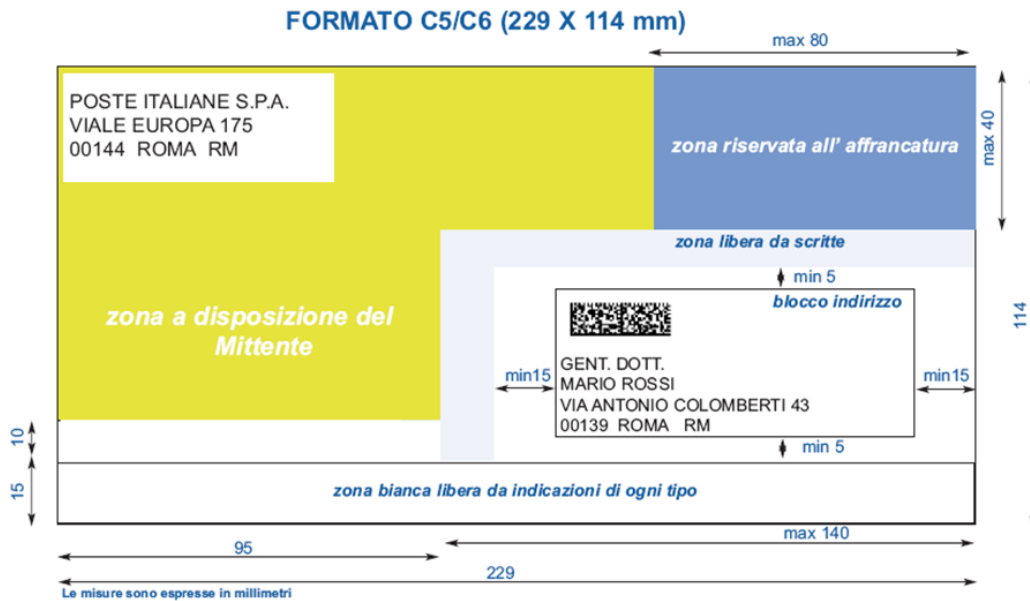 FORMATO C5/C6 (229 X 114 mm)
max 80
POSTE ITALIANE S.P.A.
VIALE EUROPA 175
00144 ROMA RM
zona riservata all' affrancatura
max 40
zona libera da scritte
min 5
blocco indirizzo
zona a disposizione del
Mittente
114
GENT. DOTT.
MARIO ROSSI
VIA ANTONIO COLOMBERTI 43
00139 ROMA RM
min15
min15
min 5
10
15
zona bianca libera da indicazioni di ogni tipo
max 140
95
229
Le misure sono espresse in millimetri